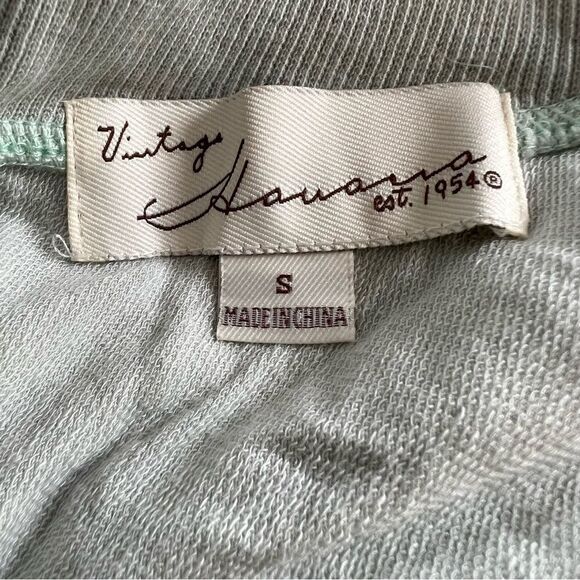 Vintage
Havana
est. 1954®
S
MADE IN CHINA